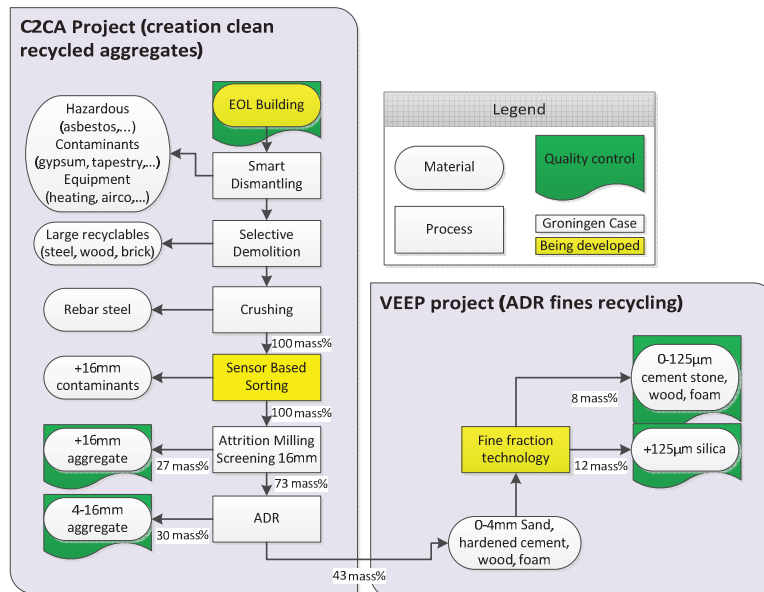 C2CA Project (creation clean
recycled aggregates)
EOL Building
Hazardous
(asbestos,...)
Contaminants
(gypsum, tapestry,...)
Equipment
(heating, airco,...)
Smart
Dismantling
Large recyclables
(steel, wood, brick)
Selective
Demolition
Rebar steel
Crushing
100 mass%
+16mm
contaminants
Sensor Based
Sorting
100 mass%
+16mm
aggregate
27 mass%
Attrition Milling
Screening 16mm
73 mass%
4-16mm
aggregate
30 mass%
ADR
43 mass%
Legend
Material
Quality control
Process
Groningen Case
Being developed
VEEP project (ADR fines recycling)
0-125µm
cement stone,
wood, foam
8 mass%
Fine fraction
technology
+125µm silica
12 mass%
0-4mm Sand,
hardened cement,
wood, foam